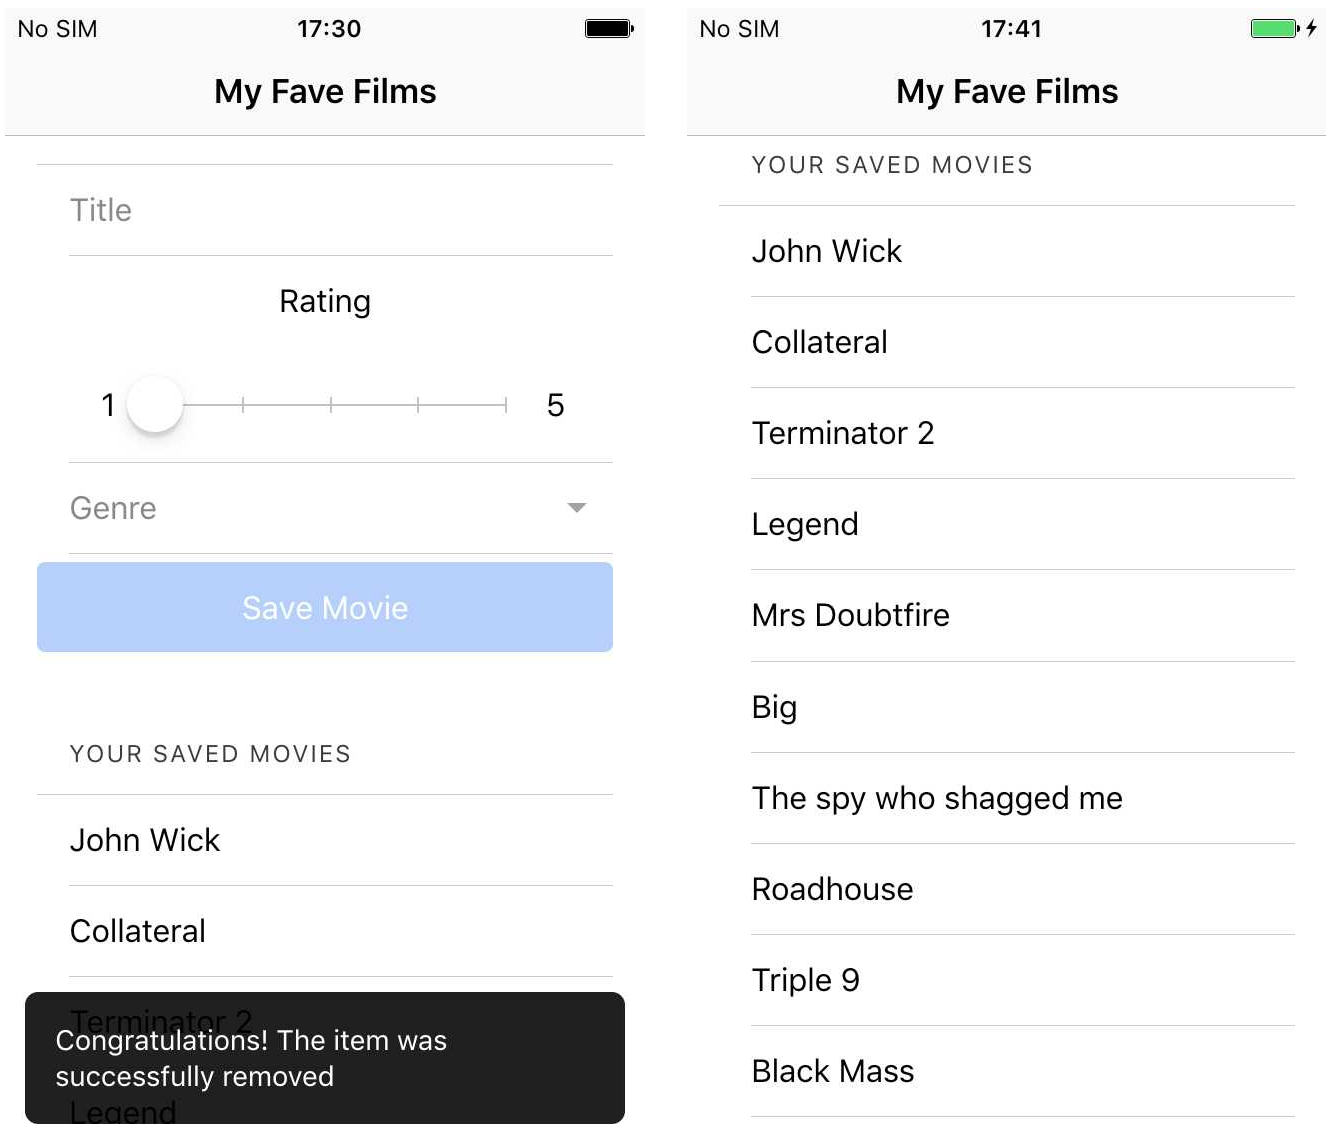 No SIM 17:30
My Fave Films
Title
Rating
1 5
Genre
Save Movie
YOUR SAVED MOVIES
John Wick
Collateral
Terminator 2
Congratulations! The item was
successfully removed
Legend
No SIM 17:41
My Fave Films
YOUR SAVED MOVIES
John Wick
Collateral
Terminator 2
Legend
Mrs Doubtfire
Big
The spy who shagged me
Roadhouse
Triple 9
Black Mass